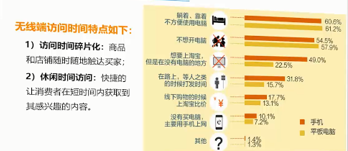 无线端访问时间特点如下：
1）访问时间碎片化：商品
和店铺随时随地触达买家；
2）休闲时间访问：快捷的
让消费者在短时间内获取到
其感兴趣的内容。
躺着、靠着
不方便使用电脑
60.6%
61.2%
不想开电脑
54.5%
57.9%
想要上淘宝，
但是在没有电脑的地方
49.0%
22.5%
在路上，等人之类
的时候打发时间
31.8%
15.7%
线下购物的时候
上淘宝比价
17.7%
13.1%
没有买电脑，
主要用手机上网
10.1%
7.2%
其他
1.4%
1.3%
手机
平板电脑